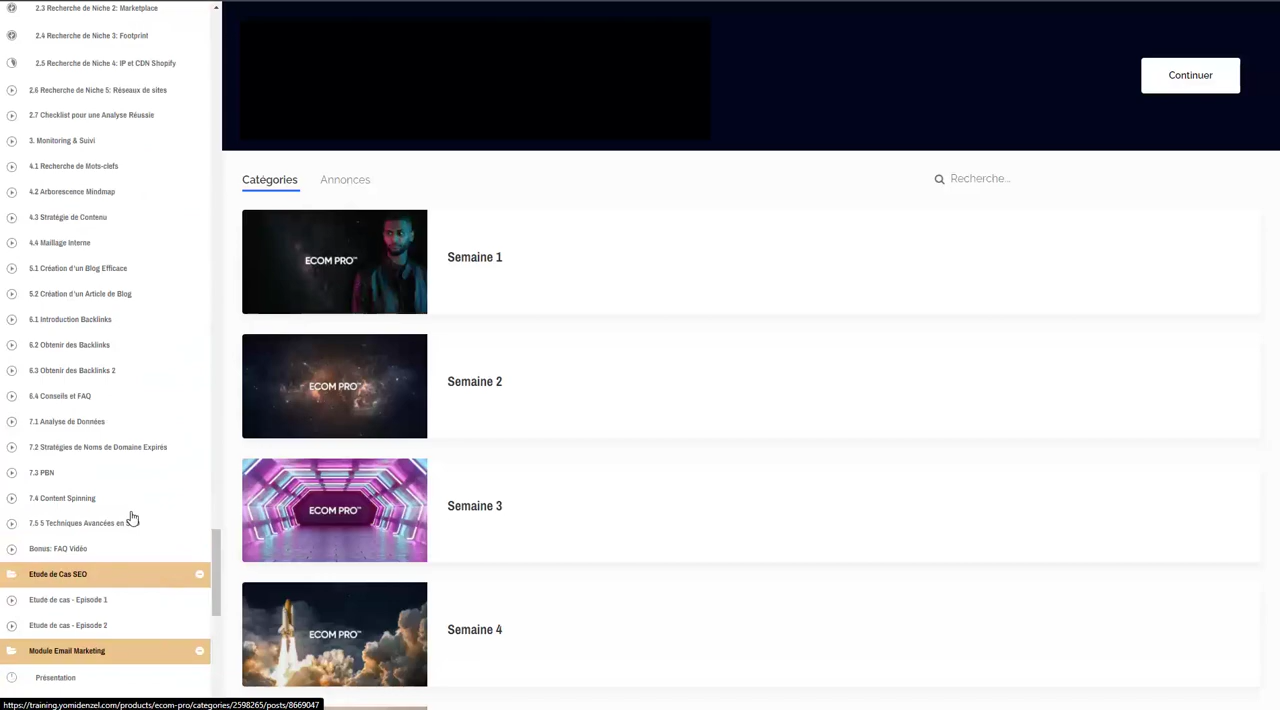 2.3 Recherche de Niche 2: Marketplace
2.4 Recherche de Niche 3: Footprint
2.5 Recherche de Niche 4: IP et CDN Shopify
2.6 Recherche de Niche 5: Réseaux de sites
2.7 Checklist pour une Analyse Réussie
3. Monitoring & Suivi
4.1 Recherche de Mots-clefs
4.2 Arborescence Mindmap
4.3 Stratégie de Contenu
4.4 Maillage Interne
5.1 Création d'un Blog Efficace
5.2 Création d'un Article de Blog
6.1 Introduction Backlinks
6.2 Obtenir des Backlinks
6.3 Obtenir des Backlinks 2
6.4 Conseils et FAQ
7.1 Analyse de Données
7.2 Stratégies de Noms de Domaine Expirés
7.3 PBN
7.4 Content Spinning
7.5 5 Techniques Avancées en
Bonus: FAQ Vidéo
Etude de Cas SEO
Etude de cas - Episode 1
Etude de cas - Episode 2
Module Email Marketing
Présentation
https://training.yomidenzel.com/products/ecom-pro/categories/2598265/posts/8669047
Continuer
Catégories Annonces Recherche...
ECOM PRO™
Semaine 1
ECOM PRO™
Semaine 2
ECOM PRO™
Semaine 3
ECOM PRO™
Semaine 4